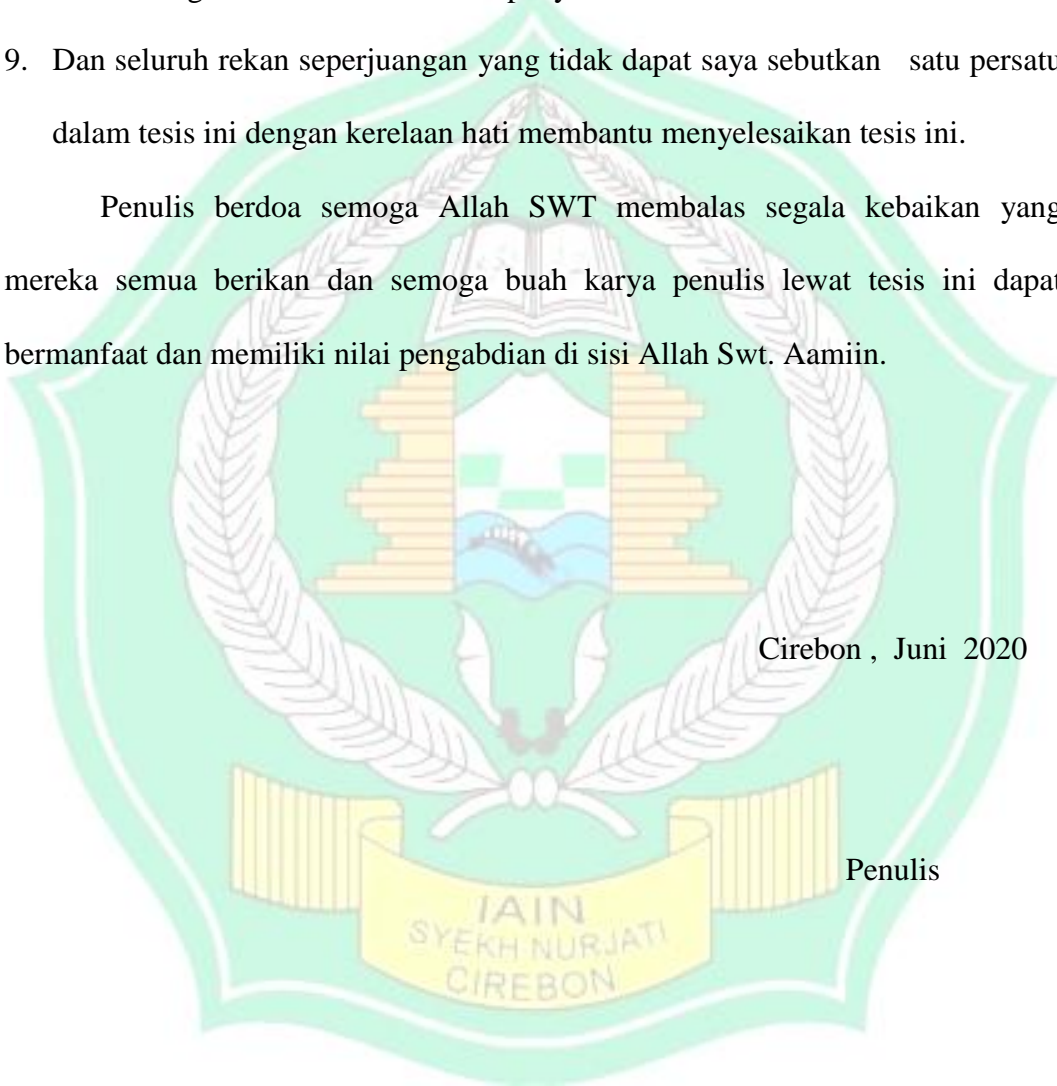 9. Dan seluruh rekan seperjuangan yang tidak dapat saya sebutkan satu persatu
dalam tesis ini dengan kerelaan hati membantu menyelesaikan tesis ini.
Penulis berdoa semoga Allah SWT membalas segala kebaikan yang
mereka semua berikan dan semoga buah karya penulis lewat tesis ini dapat
bermanfaat dan memiliki nilai pengabdian di sisi Allah Swt. Aamiin.
Cirebon , Juni 2020
Penulis
IAIN
SYEKH NURJATI
CIREBON